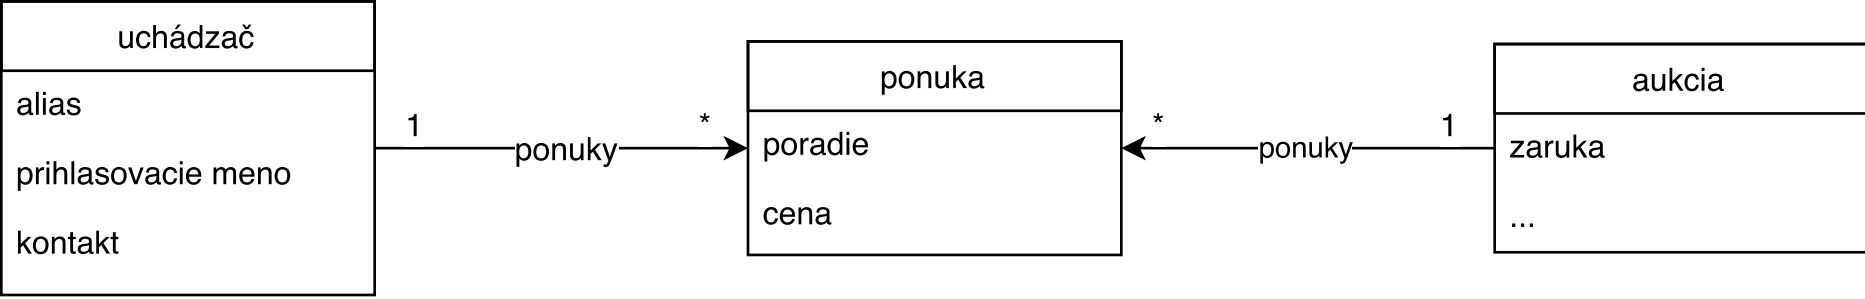 uchádzač
alias
prihlasovacie meno
kontakt
1
ponuky
*
ponuka
poradie
cena
*
ponuky
1
aukcia
zaruka
...